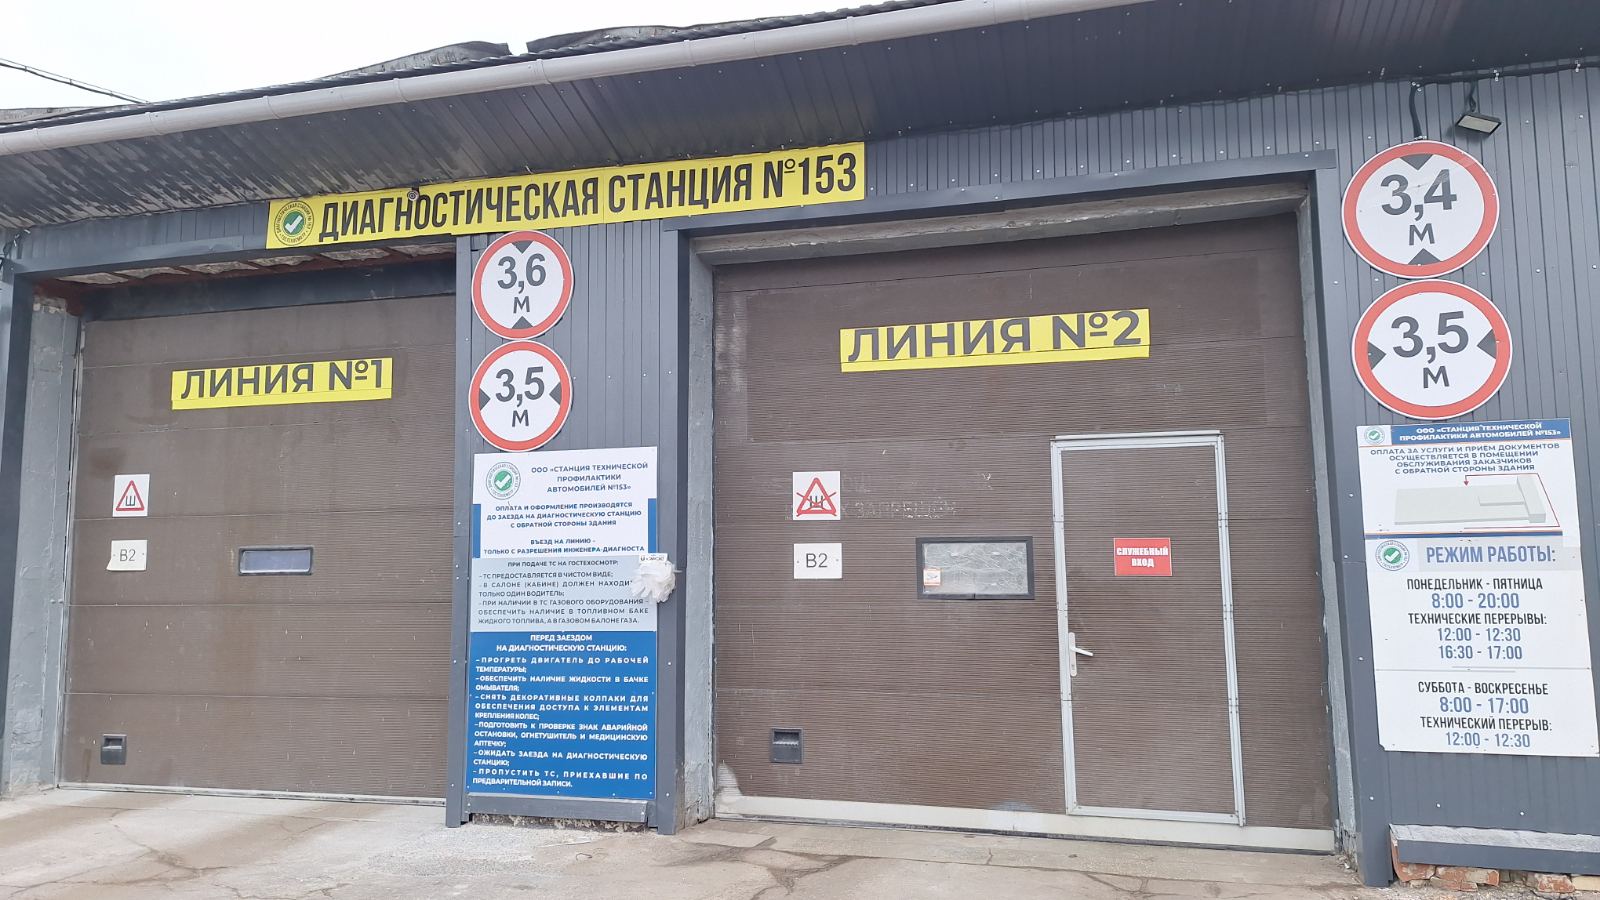 ДИАГНОСТИЧЕСКАЯ СТАНЦИЯ №153
ЛИНИЯ №1
Ш
В2
3,6
М
3,5
М
ООО «СТАНЦИЯ ТЕХНИЧЕСКОЙ
ПРОФИЛАКТИКИ
АВТОМОБИЛЕЙ №153»
ОПЛАТА И ОФОРМЛЕНИЕ ПРОИЗВОДЯТСЯ
ДО ЗАЕЗДА НА ДИАГНОСТИЧЕСКУЮ СТАНЦИЮ
С ОБРАТНОЙ СТОРОНЫ ЗДАНИЯ
ВЪЕЗД НА ЛИНИЮ -
ТОЛЬКО С РАЗРЕШЕНИЯ ИНЖЕНЕРА-ДИАГНОСТА
ПРИ ПОДАЧЕ ТС НА ГОСТЕХОСМОТР:
- ТС ПРЕДОСТАВЛЯЕТСЯ В ЧИСТОМ ВИДЕ;
- В САЛОНЕ (КАБИНЕ) ДОЛЖЕН НАХОДИ
ТОЛЬКО ОДИН ВОДИТЕЛЬ;
- ПРИ НАЛИЧИИ В ТС ГАЗОВОГО ОБОРУДОВАНИЯ -
ОБЕСПЕЧИТЬ НАЛИЧИЕ В ТОПЛИВНОМ БАКЕ
ЖИДКОГО ТОПЛИВА, А В ГАЗОВОМ БАЛОНЕ ГАЗА.
ПЕРЕД ЗАЕЗДОМ
НА ДИАГНОСТИЧЕСКУЮ СТАНЦИЮ:
- ПРОГРЕТЬ ДВИГАТЕЛЬ ДО РАБОЧЕЙ
ТЕМПЕРАТУРЫ;
- ОБЕСПЕЧИТЬ НАЛИЧИЕ ЖИДКОСТИ В БАЧКЕ
ОМЫВАТЕЛЯ;
- СНЯТЬ ДЕКОРАТИВНЫЕ КОЛПАКИ ДЛЯ
ОБЕСПЕЧЕНИЯ ДОСТУПА К ЭЛЕМЕНТАМ
КРЕПЛЕНИЯ КОЛЕС;
- ПОДГОТОВИТЬ К ПРОВЕРКЕ ЗНАК АВАРИЙНОЙ
ОСТАНОВКИ, ОГНЕТУШИТЕЛЬ И МЕДИЦИНСКУЮ
АПТЕЧКУ;
- ОЖИДАТЬ ЗАЕЗДА НА ДИАГНОСТИЧЕСКУЮ
СТАНЦИЮ;
- ПРОПУСТИТЬ ТС, ПРИЕХАВШИЕ ПО
ПРЕДВАРИТЕЛЬНОЙ ЗАПИСИ.
ЛИНИЯ №2
Ш
В2
СЛУЖЕБНЫЙ
ВХОД
3,4
М
3,5
М
ООО «СТАНЦИЯ ТЕХНИЧЕСКОЙ
ПРОФИЛАКТИКИ АВТОМОБИЛЕЙ №153»
ОПЛАТА ЗА УСЛУГИ И ПРИЕМ ДОКУМЕНТОВ
ОСУЩЕСТВЛЯЕТСЯ В ПОМЕЩЕНИИ
ОБСЛУЖИВАНИЯ ЗАКАЗЧИКОВ
С ОБРАТНОЙ СТОРОНЫ ЗДАНИЯ
РЕЖИМ РАБОТЫ:
ПОНЕДЕЛЬНИК - ПЯТНИЦА
8:00 - 20:00
ТЕХНИЧЕСКИЕ ПЕРЕРЫВЫ:
12:00 - 12:30
16:30 - 17:00
СУББОТА - ВОСКРЕСЕНЬЕ
8:00 - 17:00
ТЕХНИЧЕСКИЙ ПЕРЕРЫВ:
12:00 - 12:30